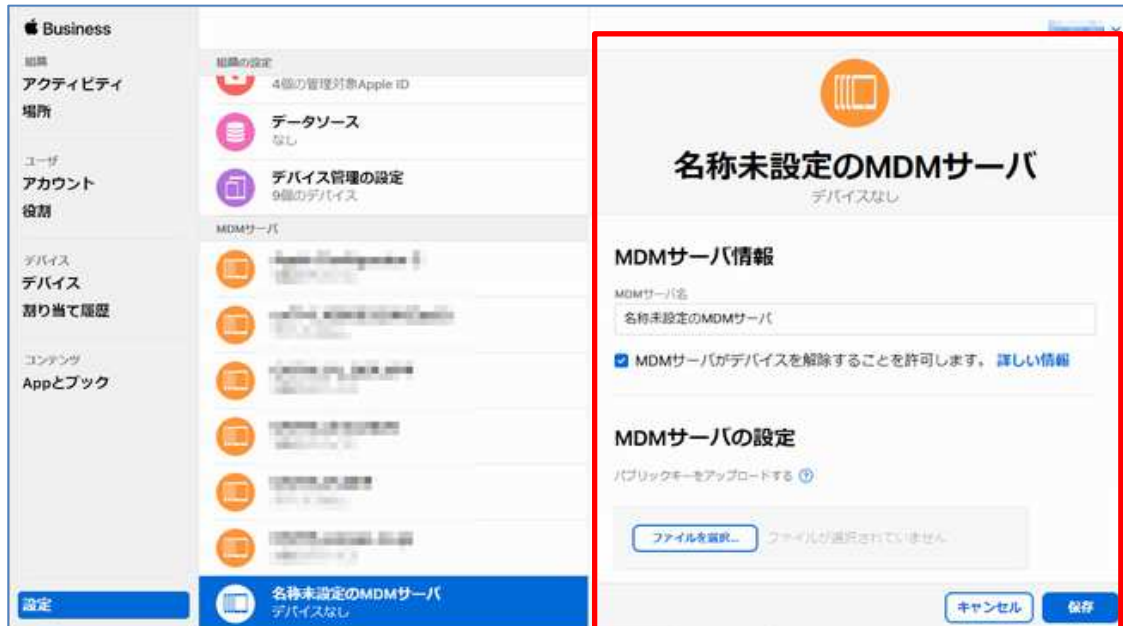 Business
組織
アクティビティ
場所
ユーザ
アカウント
役割
デバイス
デバイス
割り当て履歴
コンテンツ
Appとブック
設定
組織の設定
4個の管理対象Apple ID
データソース
なし
デバイス管理の設定
9個のデバイス
MDMサーバ
名称未設定のMDMサーバ
デバイスなし
名称未設定のMDMサーバ
デバイスなし
MDMサーバ情報
MDMサーバ名
名称未設定のMDMサーバ
MDMサーバがデバイスを解除することを許可します。 詳しい情報
MDMサーバの設定
パブリックキーをアップロードする ?
ファイルを選択... ファイルが選択されていません
キャンセル 保存